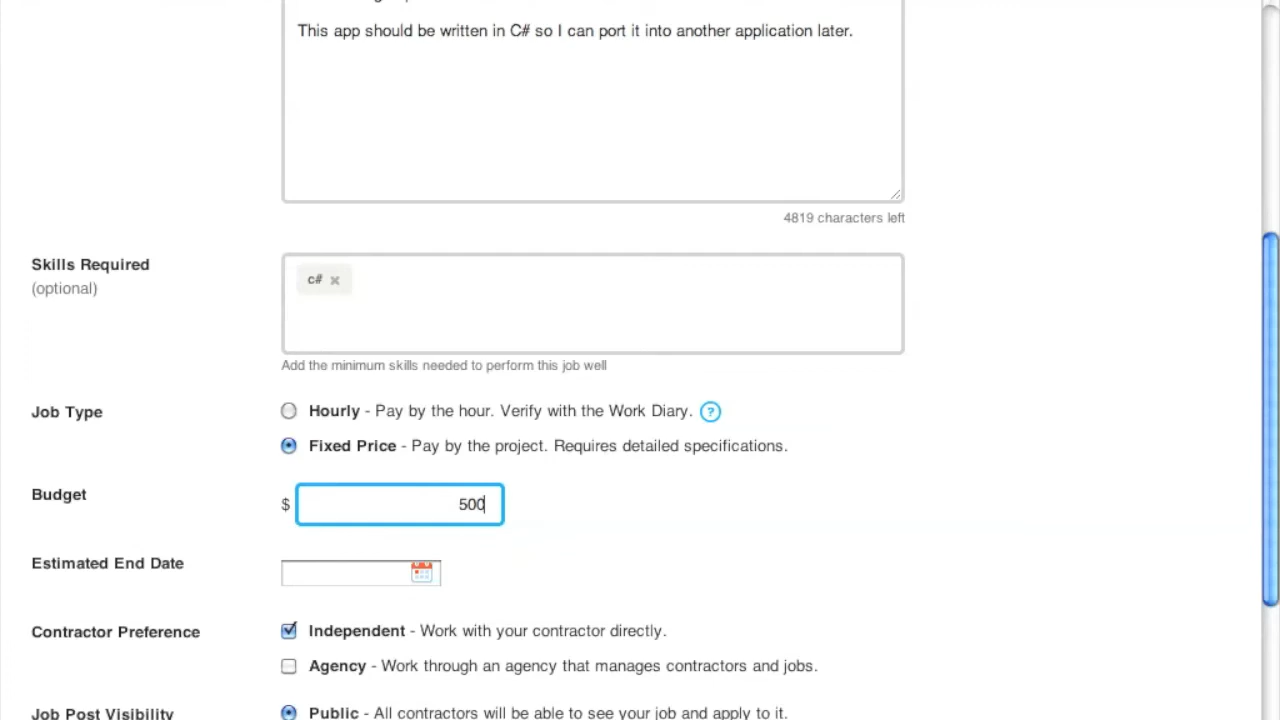 This app should be written in C# so I can port it into another application later.
4819 characters left
Skills Required
(optional)
c#
Add the minimum skills needed to perform this job well
Job Type
Hourly - Pay by the hour. Verify with the Work Diary. ?
Fixed Price - Pay by the project. Requires detailed specifications.
Budget
$ 500
Estimated End Date
Contractor Preference
Independent - Work with your contractor directly.
Agency - Work through an agency that manages contractors and jobs.
Job Post Visibility
Public - All contractors will be able to see your job and apply to it.